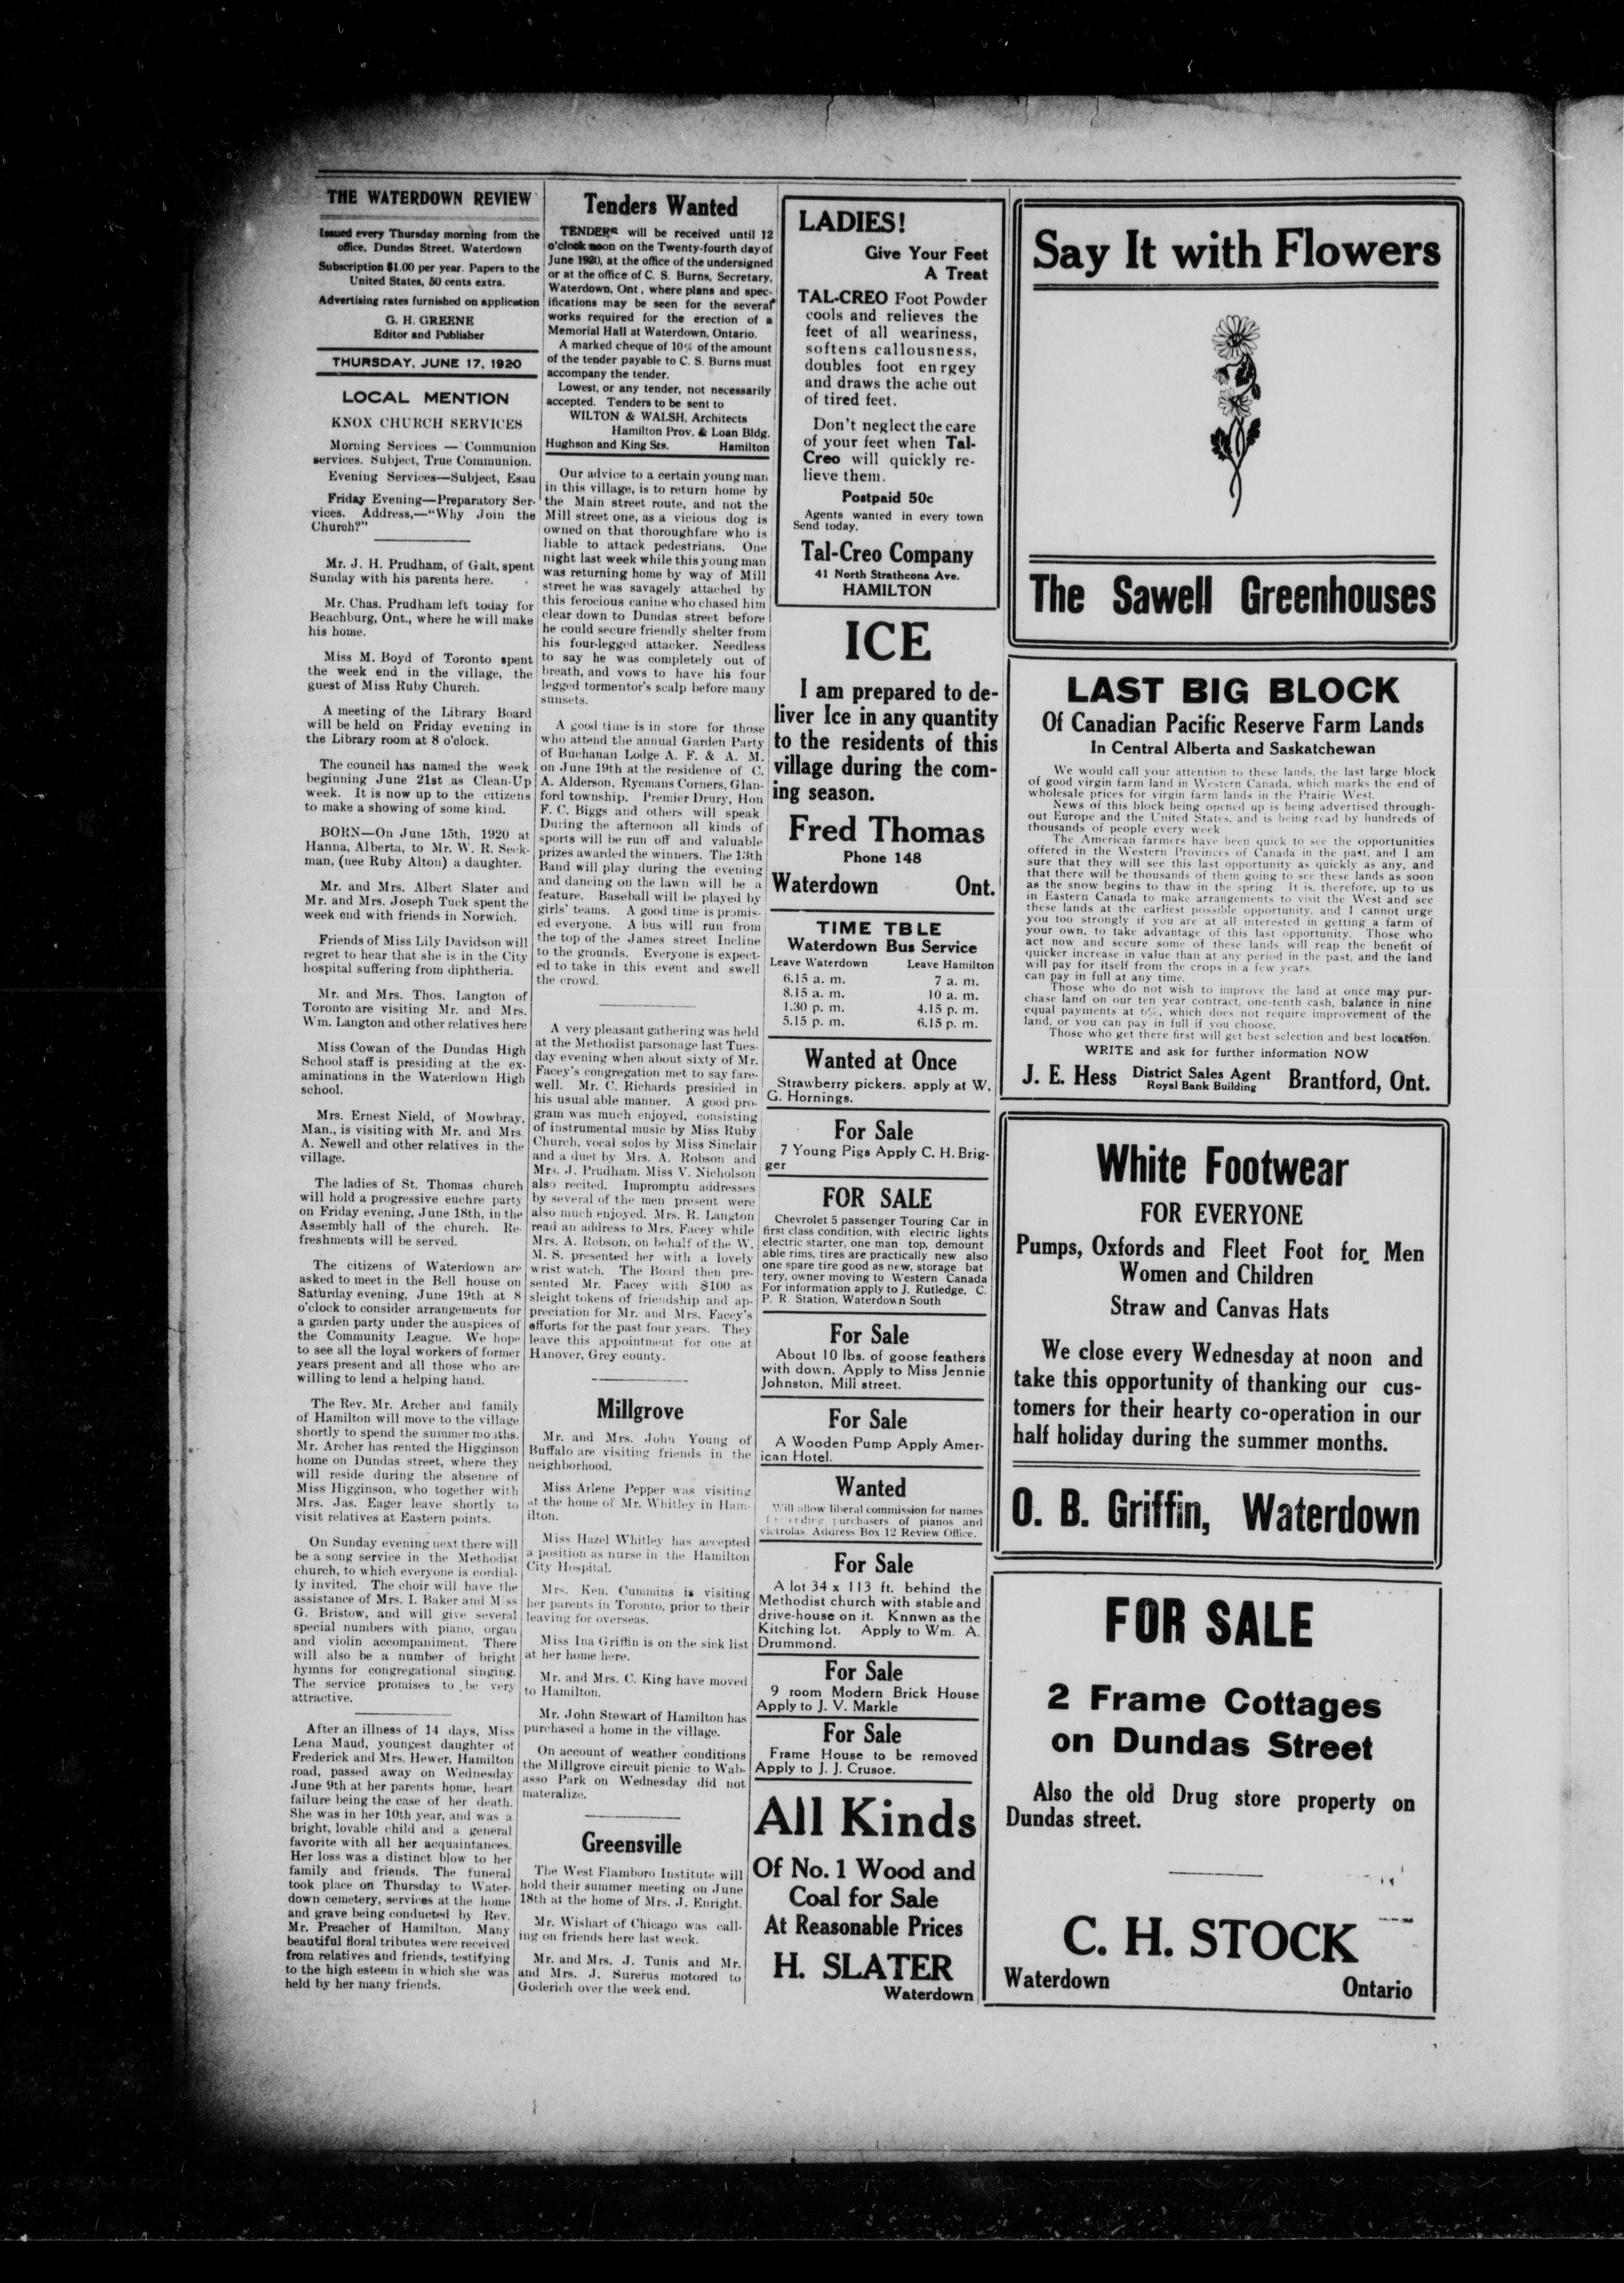 THE WATERDOWN REVIEW
Issued every Thursday morning from the
office, Dundas Street, Waterdown
Subscription $1.00 per year. Papers to the
United States, 50 cents extra.
Advertising rates furnished on application
G. H. GREENE
Editor and Publisher
THURSDAY, JUNE 17, 1920
LOCAL MENTION
KNOX CHURCH SERVICES
Morning Services — Communion
services. Subject, True Communion.
Evening Services—Subject, Esau
Friday Evening—Preparatory Ser-
vices. Address,—"Why Join the
Church?"
Mr. J. H. Prudham, of Galt, spent
Sunday with his parents here.
Mr. Chas. Prudham left today for
Beachburg, Ont., where he will make
his home.
Miss M. Boyd of Toronto spent
the week end in the village, the
guest of Miss Ruby Church.
A meeting of the Library Board
will be held on Friday evening in
the Library room at 8 o'clock.
The council has named the week
beginning June 21st as Clean-Up
week. It is now up to the citizens
to make a showing of some kind.
BORN—On June 15th, 1920 at
Hanna, Alberta, to Mr. W. R. Seck-
man, (nee Ruby Alton) a daughter.
Mr. and Mrs. Albert Slater and
Mr. and Mrs. Joseph Tuck spent the
week end with friends in Norwich.
Friends of Miss Lily Davidson will
regret to hear that she is in the City
hospital suffering from diphtheria.
Mr. and Mrs. Thos. Langton of
Toronto are visiting Mr. and Mrs.
Wm. Langton and other relatives here
Miss Cowan of the Dundas High
School staff is presiding at the ex-
aminations in the Waterdown High
school.
Mrs. Ernest Nield, of Mowbray,
Man., is visiting with Mr. and Mrs.
A. Newell and other relatives in the
village.
The ladies of St. Thomas church
will hold a progressive euchre party
on Friday evening, June 18th, in the
Assembly hall of the church. Re-
freshments will be served.
The citizens of Waterdown are
asked to meet in the Bell house on
Saturday evening, June 19th at 8
o'clock to consider arrangements for
a garden party under the auspices of
the Community League. We hope
to see all the loyal workers of former
years present and all those who are
willing to lend a helping hand.
The Rev. Mr. Archer and family
of Hamilton will move to the village
shortly to spend the summer months.
Mr. Archer has rented the Higginson
home on Dundas street, where they
will reside during the absence of
Miss Higginson, who together with
Mrs. Jas. Eager leave shortly to
visit relatives at Eastern points.
On Sunday evening next there will
be a song service in the Methodist
church, to which everyone is cordial-
ly invited. The choir will have the
assistance of Mrs. I. Baker and Miss
G. Bristow, and will give several
special numbers with piano, organ
and violin accompaniment. There
will also be a number of bright
hymns for congregational singing.
The service promises to be very
attractive.
After an illness of 14 days, Miss
Lena Maud, youngest daughter of
Frederick and Mrs. Hewer, Hamilton
road, passed away on Wednesday
June 9th at her parents home, heart
failure being the case of her death.
She was in her 10th year, and was a
bright, lovable child and a general
favorite with all her acquaintances.
Her loss was a distinct blow to her
family and friends. The funeral
took place on Thursday to Water-
down cemetery, services at the home
and grave being conducted by Rev.
Mr. Preacher of Hamilton. Many
beautiful floral tributes were received
from relatives and friends, testifying
to the high esteem in which she was
held by her many friends.
Tenders Wanted
TENDERS will be received until 12
o'clock noon on the Twenty-fourth day of
June 1920, at the office of the undersigned
or at the office of C. S. Burns, Secretary,
Waterdown, Ont, where plans and spec-
ifications may be seen for the several
works required for the erection of a
Memorial Hall at Waterdown, Ontario.
A marked cheque of 10% of the amount
of the tender payable to C. S. Burns must
accompany the tender.
Lowest, or any tender, not necessarily
accepted. Tenders to be sent to
WILTON & WALSH, Architects
Hamilton Prov. & Loan Bldg.
Hughson and King Sts. Hamilton
Our advice to a certain young man
in this village, is to return home by
the Main street route, and not the
Mill street one, as a vicious dog is
owned on that thoroughfare who is
liable to attack pedestrians. One
night last week while this young man
was returning home by way of Mill
street he was savagely attached by
this ferocious canine who chased him
clear down to Dundas street before
he could secure friendly shelter from
his four-legged attacker. Needless
to say he was completely out of
breath, and vows to have his four
legged tormentor's scalp before many
sunsets.
A good time is in store for those
who attend the annual Garden Party
of Buchanan Lodge A. F. & A. M.
on June 19th at the residence of C.
A. Alderson, Rycmans Corners, Glan-
ford township. Premier Drury, Hon
F. C. Biggs and others will speak
During the afternoon all kinds of
sports will be run off and valuable
prizes awarded the winners. The 13th
Band will play during the evening
and dancing on the lawn will be a
feature. Baseball will be played by
girls' teams. A good time is promis-
ed everyone. A bus will run from
the top of the James street Incline
to the grounds. Everyone is expect-
ed to take in this event and swell
the crowd.
A very pleasant gathering was held
at the Methodist parsonage last Tues-
day evening when about sixty of Mr.
Facey's congregation met to say fare-
well. Mr. C. Richards presided in
his usual able manner. A good pro-
gram was much enjoyed, consisting
of instrumental music by Miss Ruby
Church, vocal solos by Miss Sinclair
and a duet by Mrs. A. Robson and
Mrs. J. Prudham. Miss V. Nicholson
also recited. Impromptu addresses
by several of the men present were
also much enjoyed. Mrs. R. Langton
read an address to Mrs. Facey while
Mrs. A. Robson, on behalf of the W.
M. S. presented her with a lovely
wrist watch. The Board then pre-
sented Mr. Facey with $100 as
sleight tokens of friendship and ap-
preciation for Mr. and Mrs. Facey's
efforts for the past four years. They
leave this appointment for one at
Hanover, Grey county.
Millgrove
Mr. and Mrs. John Young of
Buffalo are visiting friends in the
neighborhood.
Miss Arlene Pepper was visiting
at the home of Mr. Whitley in Ham-
ilton.
Miss Hazel Whitley has accepted
a position as nurse in the Hamilton
City Hospital.
Mrs. Ken. Cummins is visiting
her parents in Toronto, prior to their
leaving for overseas.
Miss Ina Griffin is on the sick list
at her home here.
Mr. and Mrs. C. King have moved
to Hamilton.
Mr. John Stewart of Hamilton has
purchased a home in the village.
On account of weather conditions
the Millgrove circuit picnic to Wab-
asso Park on Wednesday did not
materalize.
Greensville
The West Flamboro Institute will
hold their summer meeting on June
18th at the home of Mrs. J. Enright.
Mr. Wishart of Chicago was call-
ing on friends here last week.
Mr. and Mrs. J. Tunis and Mr.
and Mrs. J. Surerus motored to
Goderich over the week end.
LADIES!
Give Your Feet
A Treat
TAL-CREO Foot Powder
cools and relieves the
feet of all weariness,
softens callousness,
doubles foot enrgey
and draws the ache out
of tired feet.
Don't neglect the care
of your feet when Tal-
Creo will quickly re-
lieve them.
Postpaid 50c
Agents wanted in every town
Send today.
Tal-Creo Company
41 North Strathcona Ave.
HAMILTON
ICE
I am prepared to de-
liver Ice in any quantity
to the residents of this
village during the com-
ing season.
Fred Thomas
Phone 148
Waterdown Ont.
TIME TBLE
Waterdown Bus Service
Leave Waterdown Leave Hamilton
6.15 a. m. 7 a. m.
8.15 a. m. 10 a. m.
1.30 p. m. 4.15 p. m.
5.15 p. m. 6.15 p. m.
Wanted at Once
Strawberry pickers. apply at W.
G. Hornings.
For Sale
7 Young Pigs Apply C. H. Brig-
ger
FOR SALE
Chevrolet 5 passenger Touring Car in
first class condition, with electric lights
electric starter, one man top, demount
able rims, tires are practically new also
one spare tire good as new, storage bat
tery, owner moving to Western Canada
For information apply to J. Rutledge, C.
P. R. Station, Waterdown South
For Sale
About 10 lbs. of goose feathers
with down. Apply to Miss Jennie
Johnston, Mill street.
For Sale
A Wooden Pump Apply Amer-
ican Hotel.
Wanted
Will allow liberal commission for names
purchasers of pianos and
victrolas. Address Box 12 Review Office.
For Sale
A lot 34 x 113 ft. behind the
Methodist church with stable and
drive-house on it. Knnwn as the
Kitching lot. Apply to Wm. A.
Drummond.
For Sale
9 room Modern Brick House
Apply to J. V. Markle
For Sale
Frame House to be removed
Apply to J. J. Crusoe.
All Kinds
Of No. 1 Wood and
Coal for Sale
At Reasonable Prices
H. SLATER
Waterdown
Say It with Flowers
The Sawell Greenhouses
LAST BIG BLOCK
Of Canadian Pacific Reserve Farm Lands
In Central Alberta and Saskatchewan
We would call your attention to these lands, the last large block
of good virgin farm land in Western Canada, which marks the end of
wholesale prices for virgin farm lands in the Prairie West.
News of this block being opened up is being advertised through-
out Europe and the United States, and is being read by hundreds of
thousands of people every week
The American farmers have been quick to see the opportunities
offered in the Western Provinces of Canada in the past, and I am
sure that they will see this last opportunity as quickly as any, and
that there will be thousands of them going to see these lands as soon
as the snow begins to thaw in the spring. It is, therefore, up to us
in Eastern Canada to make arrangements to visit the West and see
these lands at the earliest possible opportunity, and I cannot urge
you too strongly if you are at all interested in getting a farm of
your own, to take advantage of this last opportunity. Those who
act now and secure some of these lands will reap the benefit of
quicker increase in value than at any period in the past, and the land
will pay for itself from the crops in a few years.
can pay in full at any time.
Those who do not wish to improve the land at once may pur-
chase land on our ten year contract, one-tenth cash, balance in nine
equal payments at 6%, which does not require improvement of the
land, or you can pay in full if you choose.
Those who get there first will get best selection and best location.
WRITE and ask for further information NOW
J. E. Hess District Sales Agent
Royal Bank Building Brantford, Ont.
White Footwear
FOR EVERYONE
Pumps, Oxfords and Fleet Foot for Men
Women and Children
Straw and Canvas Hats
We close every Wednesday at noon and
take this opportunity of thanking our cus-
tomers for their hearty co-operation in our
half holiday during the summer months.
O. B. Griffin, Waterdown
FOR SALE
2 Frame Cottages
on Dundas Street
Also the old Drug store property on
Dundas street.
C. H. STOCK
Waterdown Ontario